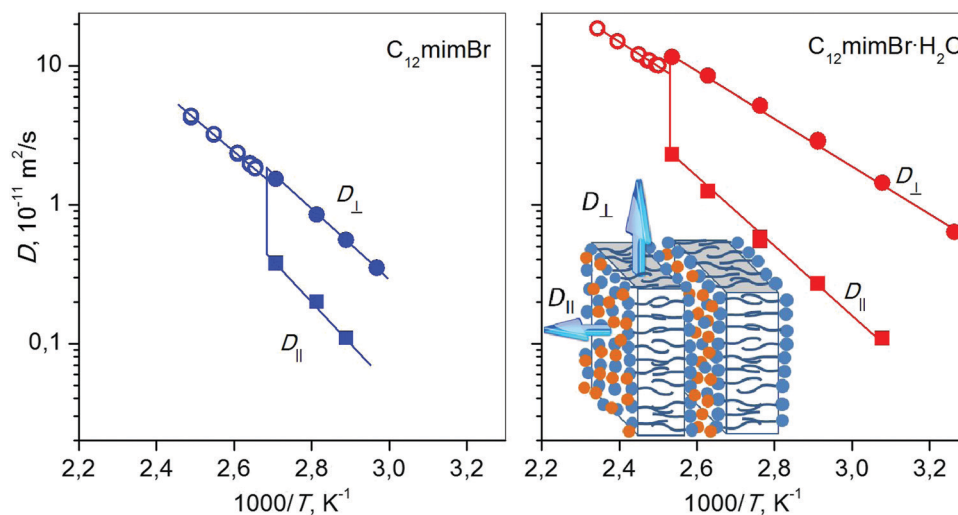 C12mimBr
C12mimBr·H2O
D, 10-11 m2/s
10
1
0,1
D⊥
D||
D⊥
D||
D⊥
D||
2,2 2,4 2,6 2,8 3,0 3,2
2,2 2,4 2,6 2,8 3,0 3,2
1000/T, K-1
1000/T, K-1